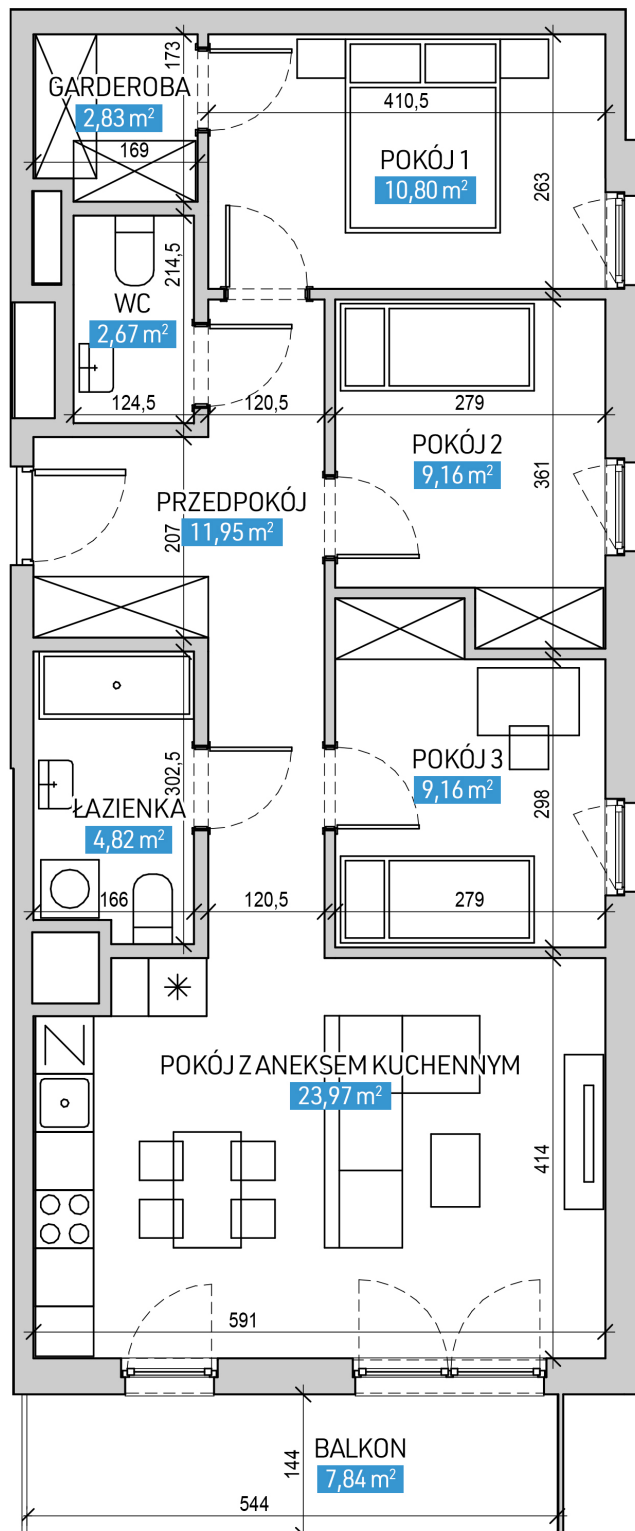 173
GARDEROBA
2,83 m²
169
410,5
POKÓJ 1
10,80 m²
263
214,5
WC
2,67 m²
124,5
120,5
279
POKÓJ 2
9,16 m²
361
PRZEDPOKÓJ
11,95 m²
207
302,5
ŁAZIENKA
4,82 m²
166
120,5
POKÓJ 3
9,16 m²
298
279
POKÓJ Z ANEKSEM KUCHENNYM
23,97 m²
414
591
BALKON
7,84 m²
144
544